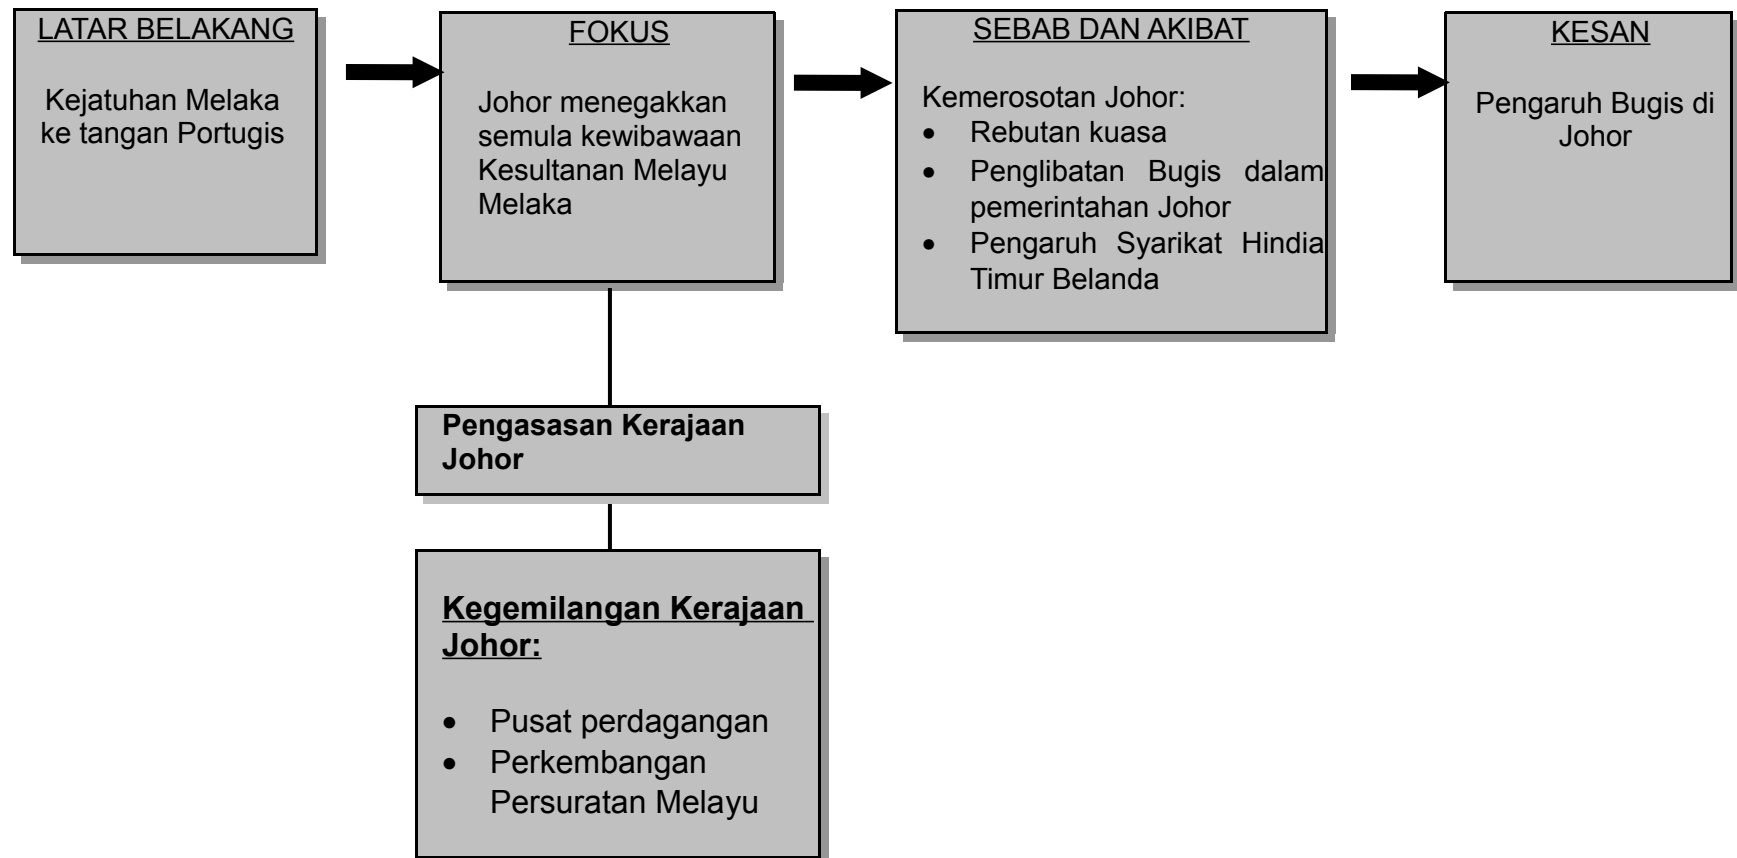 LATAR BELAKANG
Kejatuhan Melaka
ke tangan Portugis
FOKUS
Johor menegakkan
semula kewibawaan
Kesultanan Melayu
Melaka
SEBAB DAN AKIBAT
Kemerosotan Johor:
• Rebutan kuasa
• Penglibatan Bugis dalam
pemerintahan Johor
• Pengaruh Syarikat Hindia
Timur Belanda
KESAN
Pengaruh Bugis di
Johor
Pengasasan Kerajaan
Johor
Kegemilangan Kerajaan
Johor:
• Pusat perdagangan
• Perkembangan
Persuratan Melayu